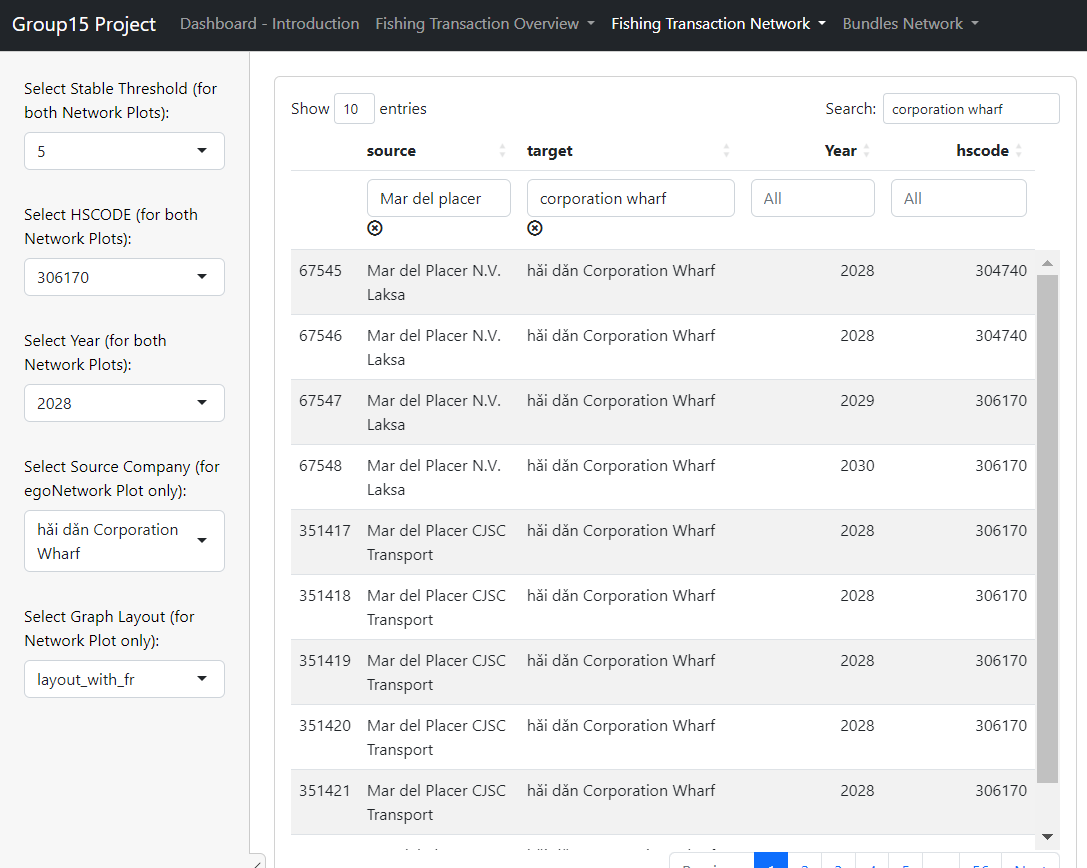 Group15 Project Dashboard - Introduction Fishing Transaction Overview Fishing Transaction Network Bundles Network
Select Stable Threshold (for
both Network Plots):
5
Select HSCODE (for both
Network Plots):
306170
Select Year (for both
Network Plots):
2028
Select Source Company (for
egoNetwork Plot only):
hǎi dǎn Corporation
Wharf
Select Graph Layout (for
Network Plot only):
layout_with_fr
Show 10 entries Search: corporation wharf
source target Year hscode
Mar del placer corporation wharf All All
67545 Mar del Placer N.V. hǎi dǎn Corporation Wharf 2028 304740
Laksa
67546 Mar del Placer N.V. hǎi dǎn Corporation Wharf 2028 304740
Laksa
67547 Mar del Placer N.V. hǎi dǎn Corporation Wharf 2029 306170
Laksa
67548 Mar del Placer N.V. hǎi dǎn Corporation Wharf 2030 306170
Laksa
351417 Mar del Placer CJSC hǎi dǎn Corporation Wharf 2028 306170
Transport
351418 Mar del Placer CJSC hǎi dǎn Corporation Wharf 2028 306170
Transport
351419 Mar del Placer CJSC hǎi dǎn Corporation Wharf 2028 306170
Transport
351420 Mar del Placer CJSC hǎi dǎn Corporation Wharf 2028 306170
Transport
351421 Mar del Placer CJSC hǎi dǎn Corporation Wharf 2028 306170
Transport